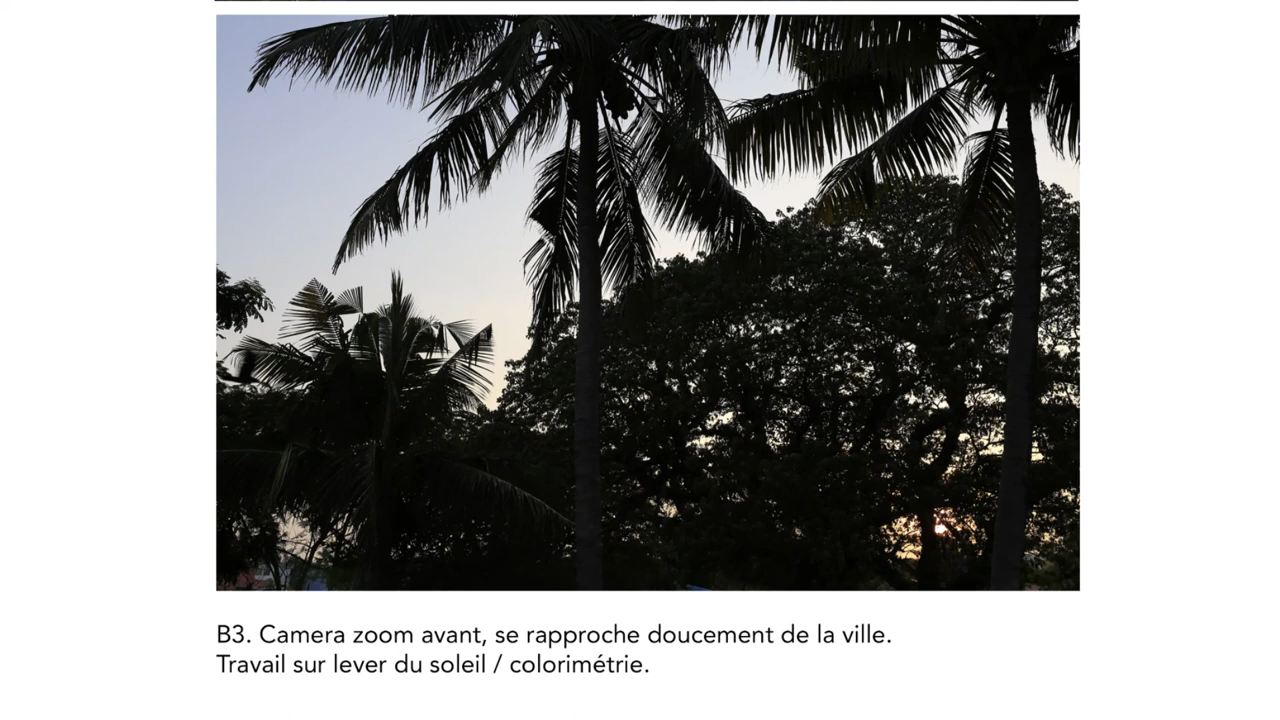 B3. Camera zoom avant, se rapproche doucement de la ville.
Travail sur lever du soleil / colorimétrie.